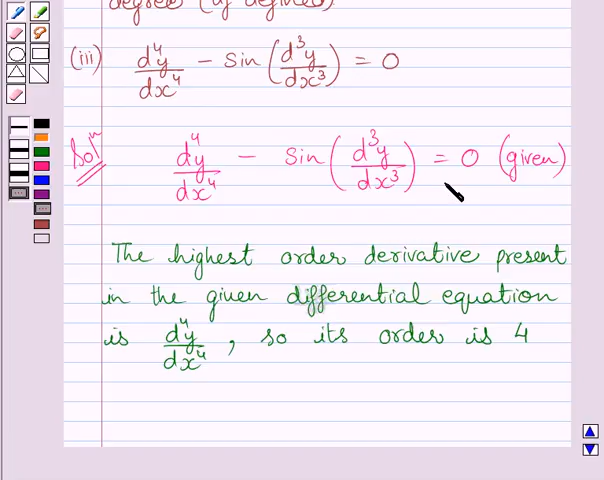 degree (if defined)
(iii) d⁴y/dx⁴ - sin(d³y/dx³) = 0
Solⁿ d⁴y/dx⁴ - sin(d³y/dx³) = 0 (given)
The highest order derivative present
in the given differential equation
is d⁴y/dx⁴, so its order is 4